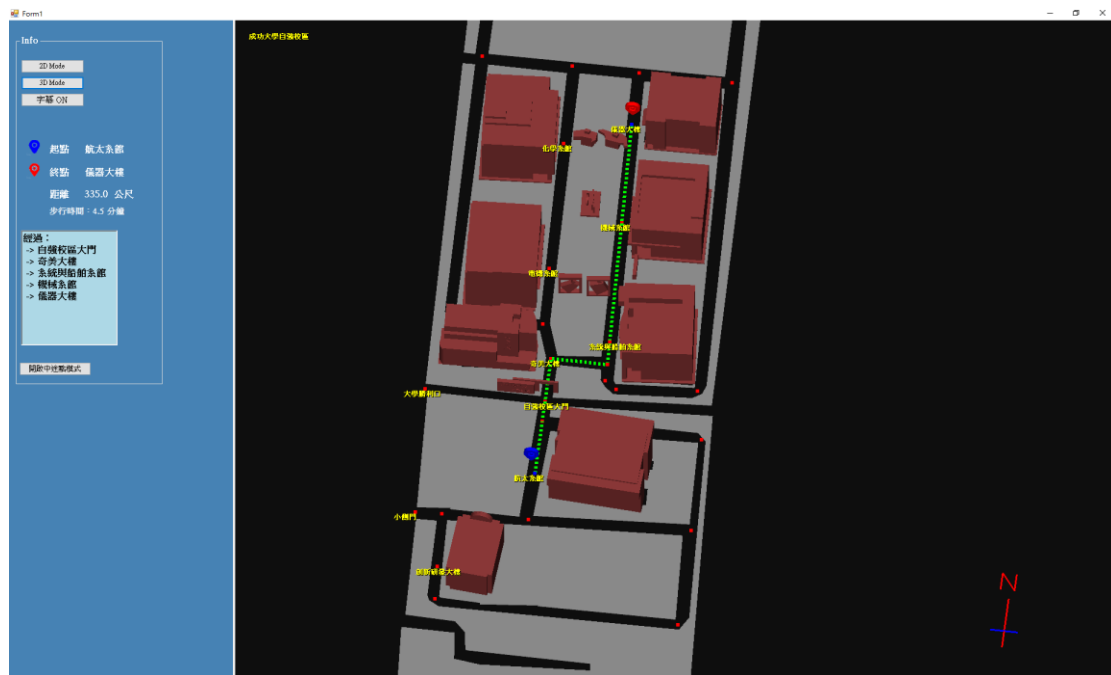 Form1
Info
2D Mode
3D Mode
字幕 ON
起點 航太系館
終點 儀器大樓
距離 335.0 公尺
步行時間：4.5 分鐘
經過：
-> 自強校區大門
-> 奇美大樓
-> 系統與船舶系館
-> 機械系館
-> 儀器大樓
開啟中途點模式
成功大學自強校區
儀器大樓
化學系館
機械系館
電機系館
系統與船舶系館
奇美大樓
大學勝利口
自強校區大門
航太系館
小側門
創新研發大樓
N